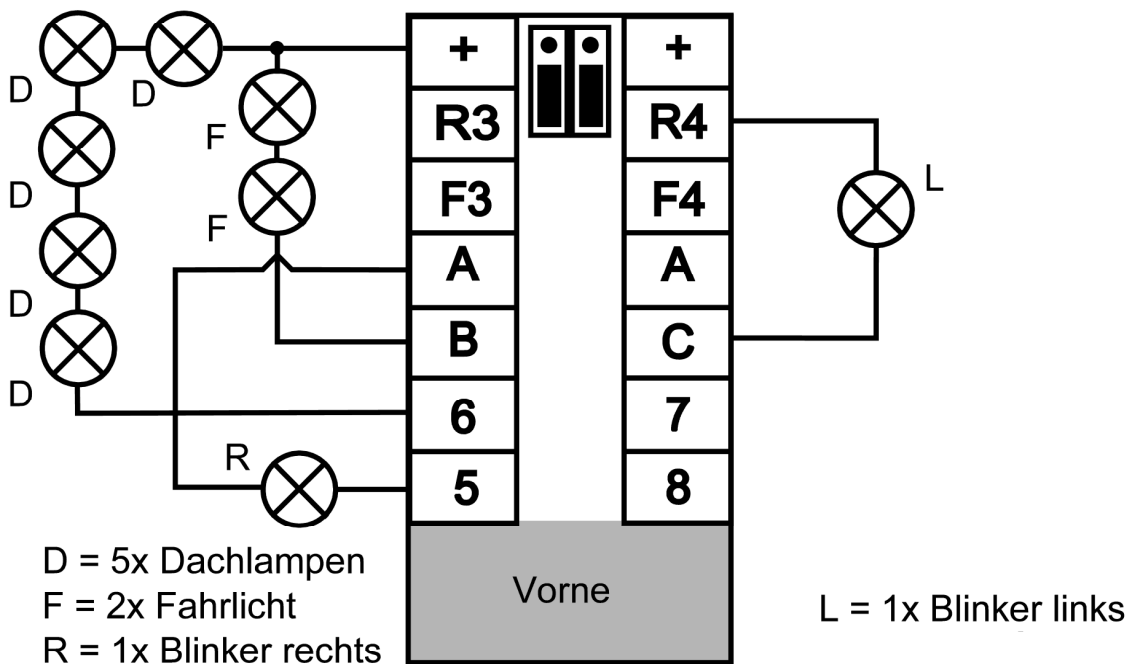 + +
D D
R3 R4
F
D L
F3 F4
F
A A
D
B C
D
6 7
R
5 8
D = 5x Dachlampen
Vorne
F = 2x Fahrlicht
L = 1x Blinker links
R = 1x Blinker rechts